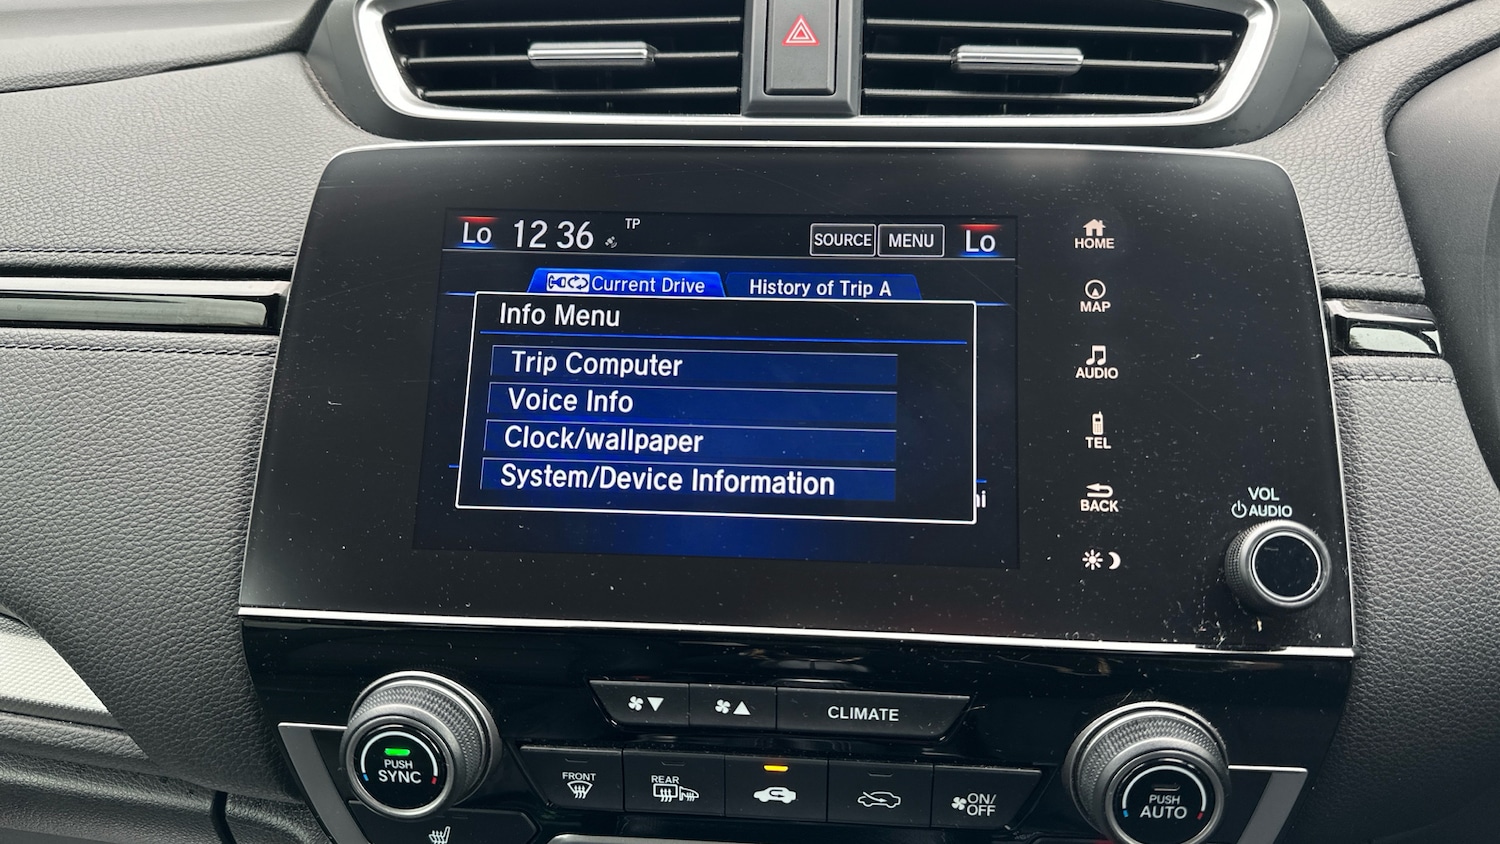 Lo 12 36 TP SOURCE MENU Lo
Current Drive History of Trip A
Info Menu
Trip Computer
Voice Info
Clock/wallpaper
System/Device Information
HOME
MAP
AUDIO
TEL
BACK
VOL
AUDIO
CLIMATE
PUSH
SYNC
FRONT
REAR
ON/
OFF
PUSH
AUTO